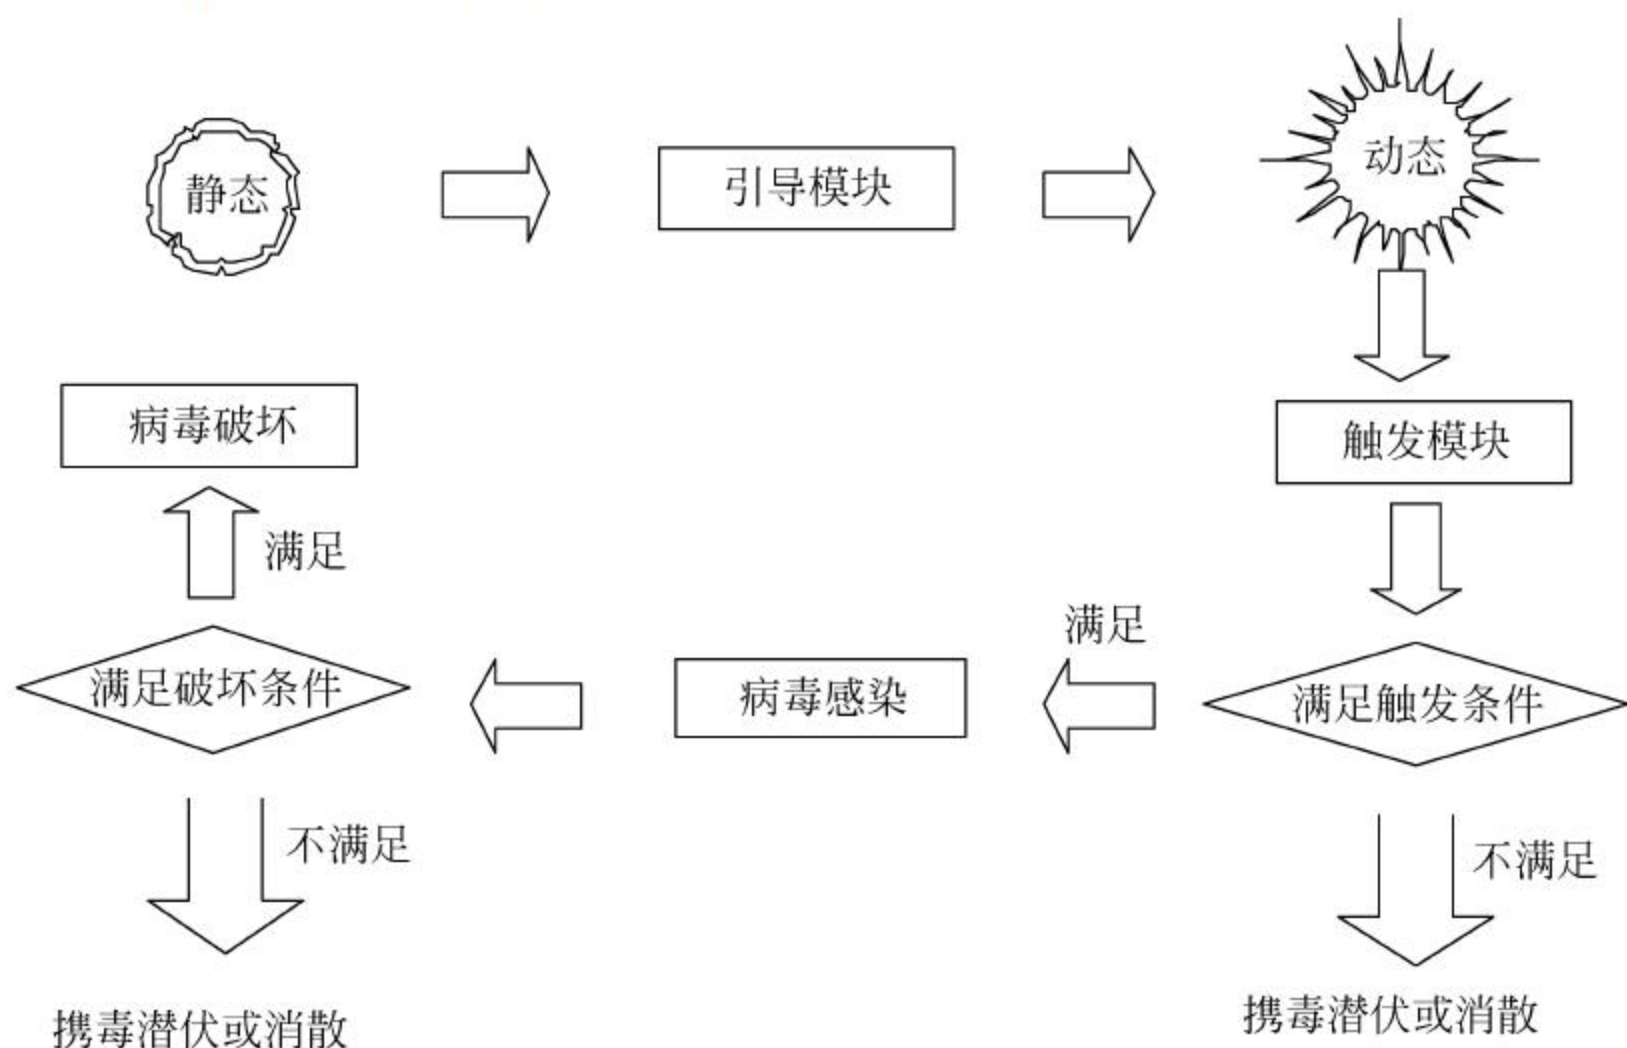 静态
引导模块
动态
病毒破坏
触发模块
满足
满足
满足破坏条件
病毒感染
满足触发条件
不满足
不满足
携毒潜伏或消散
携毒潜伏或消散